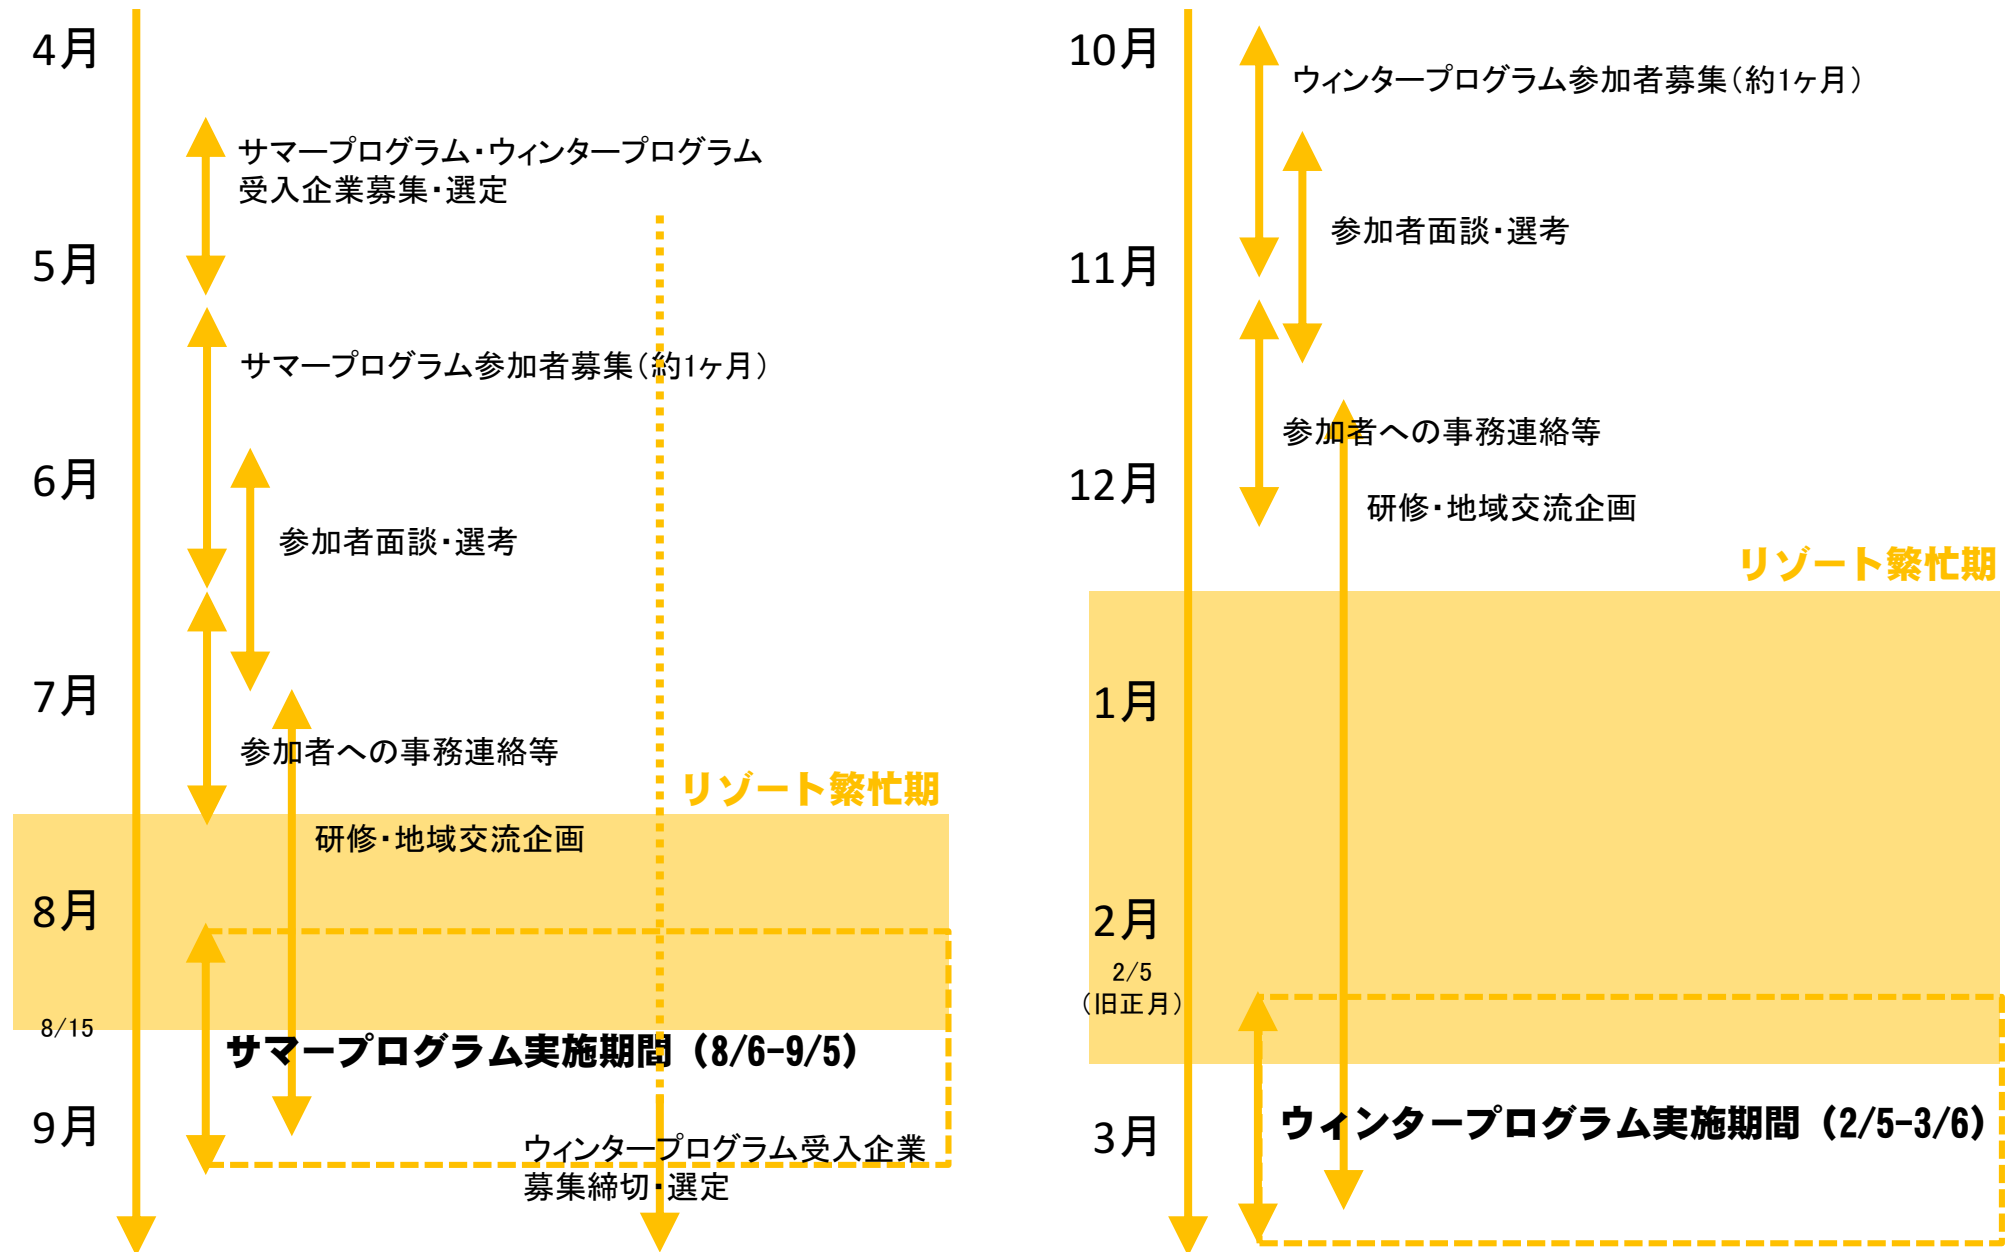 4月
サマープログラム・ウィンタープログラム
受入企業募集・選定
5月
サマープログラム参加者募集(約1ヶ月)
6月
参加者面談・選考
7月
参加者への事務連絡等
リゾート繁忙期
研修・地域交流企画
8月
8/15
サマープログラム実施期間（8/6-9/5）
9月
ウィンタープログラム受入企業
募集締切・選定
10月
ウィンタープログラム参加者募集(約1ヶ月)
参加者面談・選考
11月
参加者への事務連絡等
12月
研修・地域交流企画
リゾート繁忙期
1月
2月
2/5
(旧正月)
ウィンタープログラム実施期間（2/5-3/6）
3月